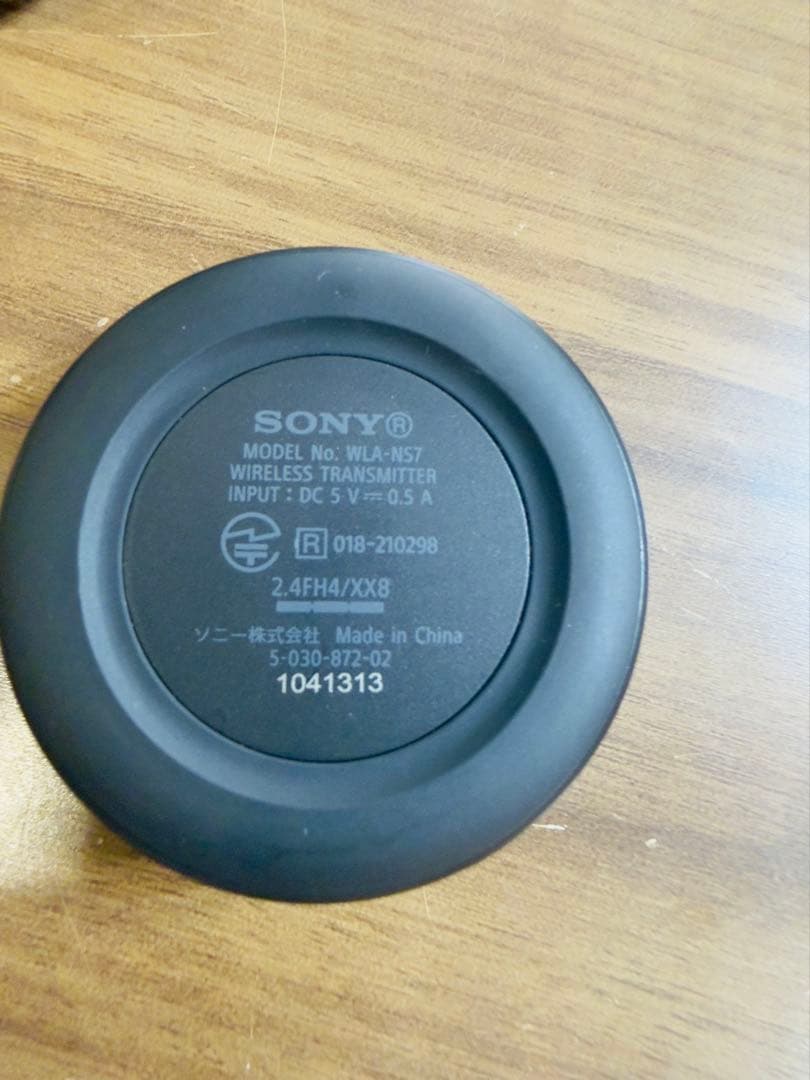 SONY®
MODEL No. WLA-NS7
WIRELESS TRANSMITTER
INPUT : DC 5 V ⎓ 0.5 A
R 018-210298
2.4FH4/XX8
ソニー株式会社 Made in China
5-030-872-02
1041313